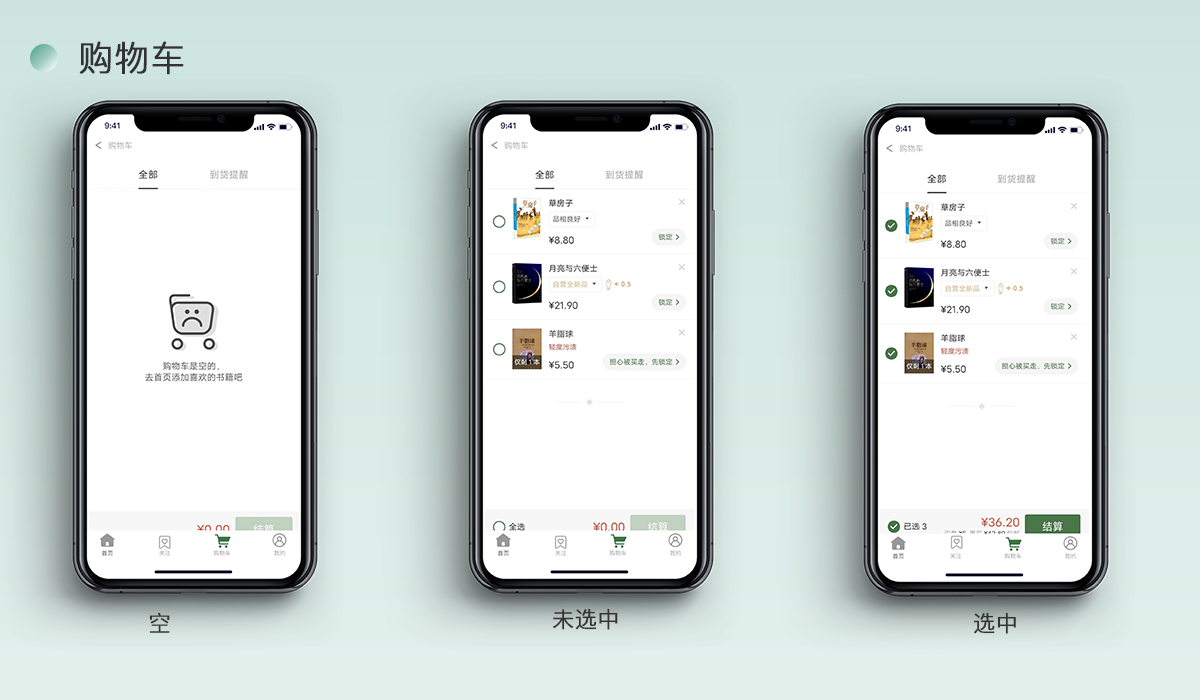 购物车
9:41
购物车
全部
到货提醒
购物车是空的，
去首页添加喜欢的书籍吧
¥0.00
结算
首页
关注
购物车
我的
空
9:41
购物车
全部
到货提醒
草房子
品相良好
¥8.80
锁定
月亮与六便士
自营全新品
+ 0.5
¥21.90
锁定
羊脂球
轻度污渍
仅剩1本
¥5.50
担心被买走，先锁定
全选
¥0.00
结算
首页
关注
购物车
我的
未选中
9:41
购物车
全部
到货提醒
草房子
品相良好
¥8.80
锁定
月亮与六便士
自营全新品
+ 0.5
¥21.90
锁定
羊脂球
轻度污渍
仅剩1本
¥5.50
担心被买走，先锁定
已选 3
¥36.20
结算
首页
关注
购物车
我的
选中